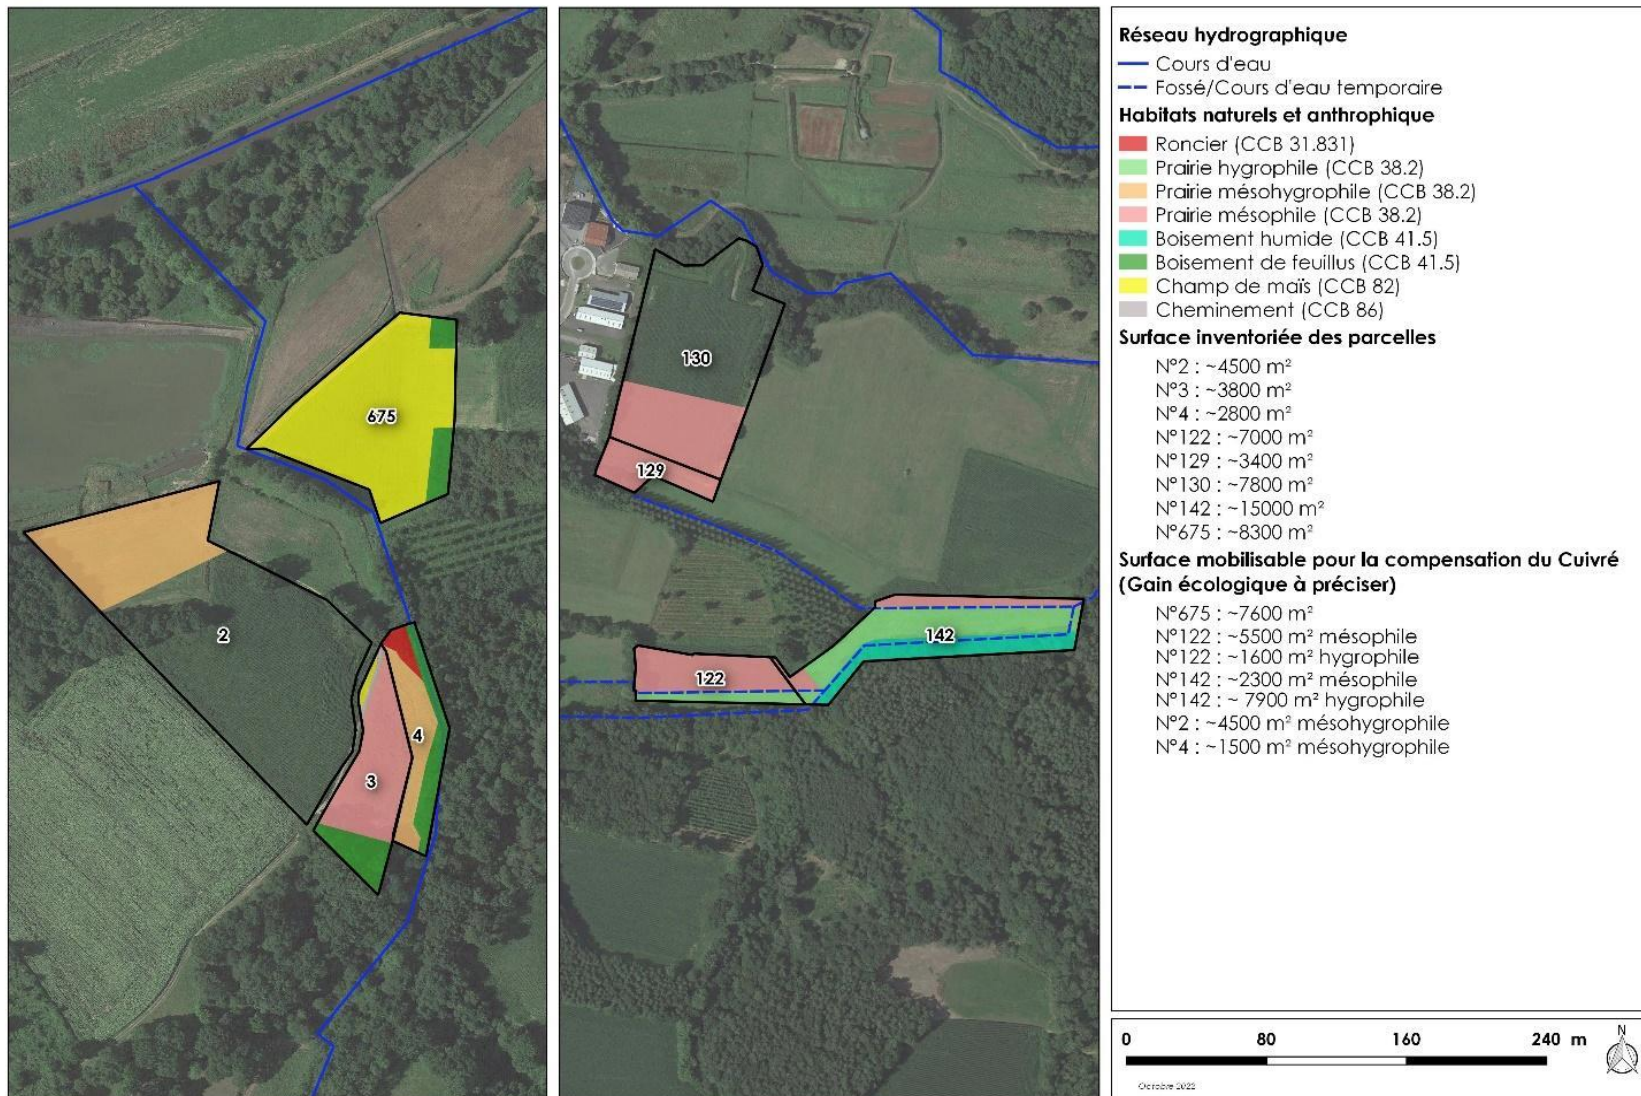 675
2
4
3
130
129
142
122
Réseau hydrographique
Cours d'eau
Fossé/Cours d'eau temporaire
Habitats naturels et anthrophique
Roncier (CCB 31.831)
Prairie hygrophile (CCB 38.2)
Prairie mésohygrophile (CCB 38.2)
Prairie mésophile (CCB 38.2)
Boisement humide (CCB 41.5)
Boisement de feuillus (CCB 41.5)
Champ de maïs (CCB 82)
Cheminement (CCB 86)
Surface inventoriée des parcelles
N°2 : ~4500 m²
N°3 : ~3800 m²
N°4 : ~2800 m²
N°122 : ~7000 m²
N°129 : ~3400 m²
N°130 : ~7800 m²
N°142 : ~15000 m²
N°675 : ~8300 m²
Surface mobilisable pour la compensation du Cuivré
(Gain écologique à préciser)
N°675 : ~7600 m²
N°122 : ~5500 m² mésophile
N°122 : ~1600 m² hygrophile
N°142 : ~2300 m² mésophile
N°142 : ~ 7900 m² hygrophile
N°2 : ~4500 m² mésohygrophile
N°4 : ~1500 m² mésohygrophile
0 80 160 240 m
N
Octobre 2022